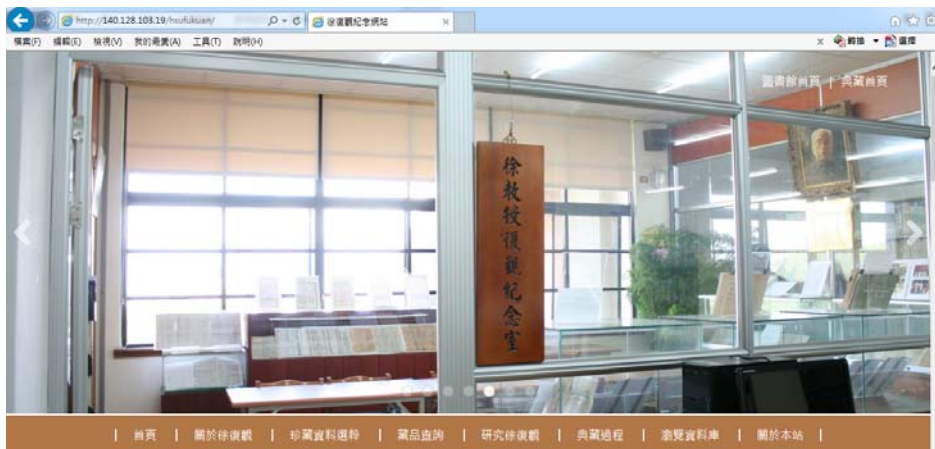 http://140.128.103.19/hsufukuan/
徐復觀紀念網站
檔案(F) 編輯(E) 檢視(V) 我的最愛(A) 工具(T) 說明(H)
轉換 選擇
圖書館首頁 | 典藏首頁
徐教授復觀紀念室
| 首頁 | 關於徐復觀 | 珍藏資料選粹 | 藏品查詢 | 研究徐復觀 | 典藏過程 | 瀏覽資料庫 | 關於本站 |